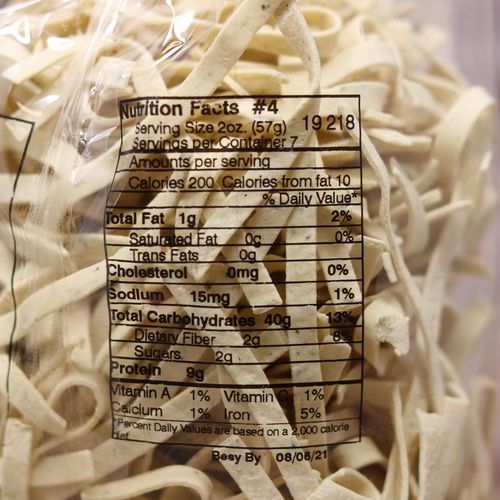 Nutrition Facts #4
Serving Size 2oz. (57g) 19 218
Servings per Container 7
Amounts per serving
Calories 200 Calories from fat 10
% Daily Value*
Total Fat 1g 2%
Saturated Fat 0g 0%
Trans Fats 0g
Cholesterol 0mg 0%
Sodium 15mg 1%
Total Carbohydrates 40g 13%
Dietary Fiber 2g 8%
Sugars 2g
Protein 9g
Vitamin A 1% Vitamin C 1%
Calcium 1% Iron 5%
*Percent Daily Values are based on a 2,000 calorie
diet
Besy By 08/06/21